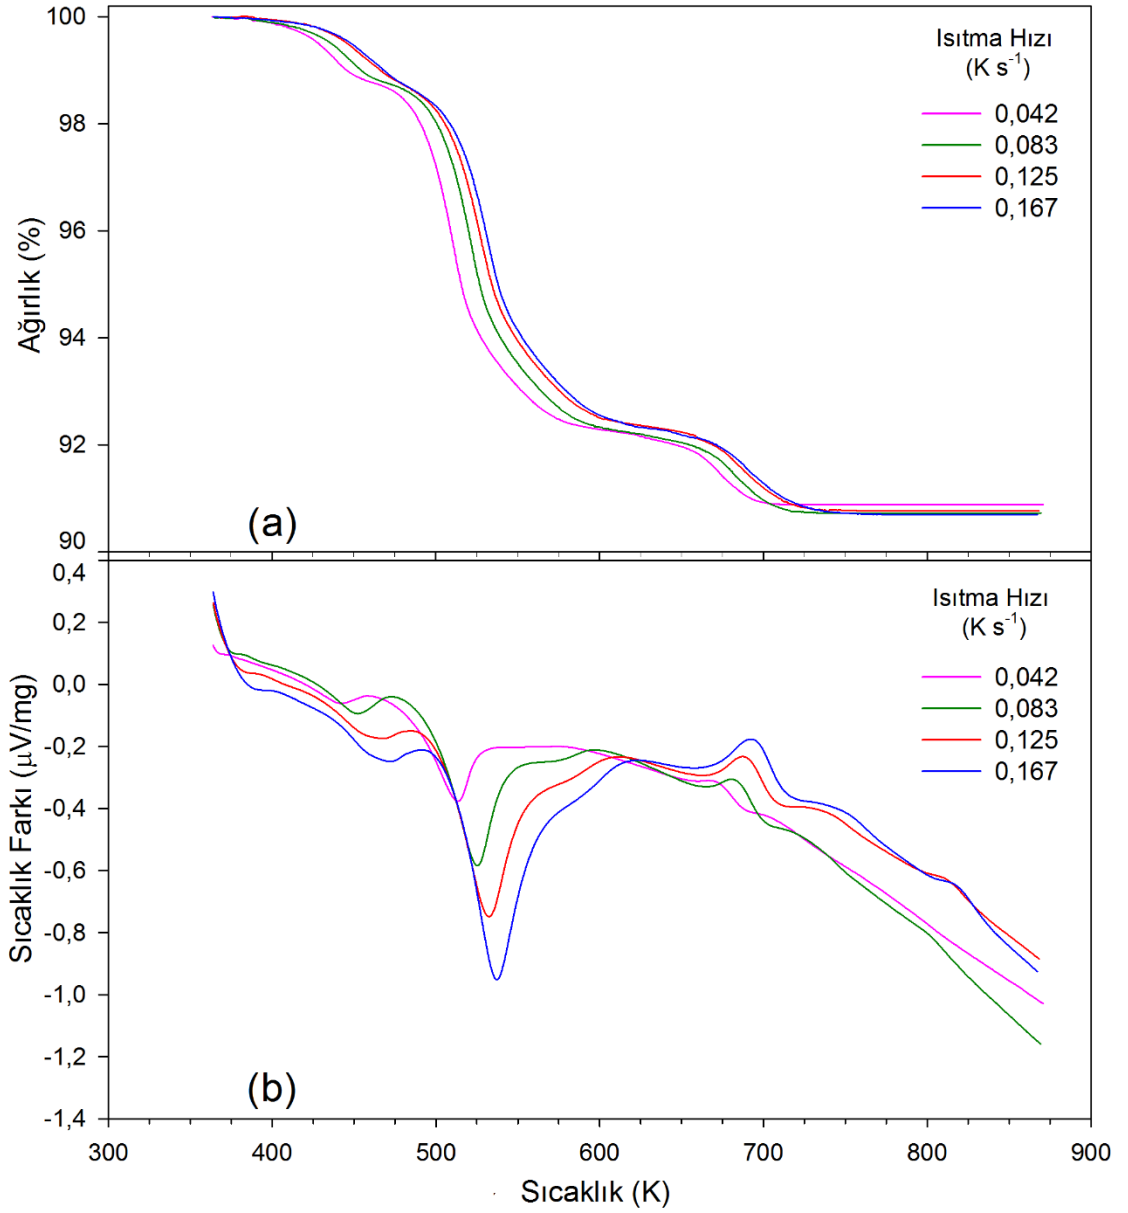 100
98
96
94
92
90
Ağırlık (%)
Isıtma Hızı
(K s-1)
0,042
0,083
0,125
0,167
(a)
0,4
0,2
0,0
-0,2
-0,4
-0,6
-0,8
-1,0
-1,2
-1,4
Sıcaklık Farkı (µV/mg)
Isıtma Hızı
(K s-1)
0,042
0,083
0,125
0,167
(b)
300 400 500 600 700 800 900
Sıcaklık (K)